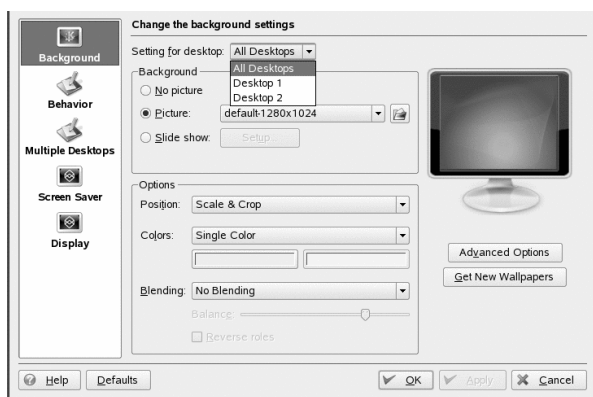 Background
Behavior
Multiple Desktops
Screen Saver
Display
Change the background settings
Setting for desktop: All Desktops
All Desktops
Desktop 1
Desktop 2
Background
No picture
Picture: default-1280x1024
Slide show: Setup...
Options
Position: Scale & Crop
Colors: Single Color
Blending: No Blending
Balance:
Reverse roles
Advanced Options
Get New Wallpapers
Help Defaults OK Apply Cancel